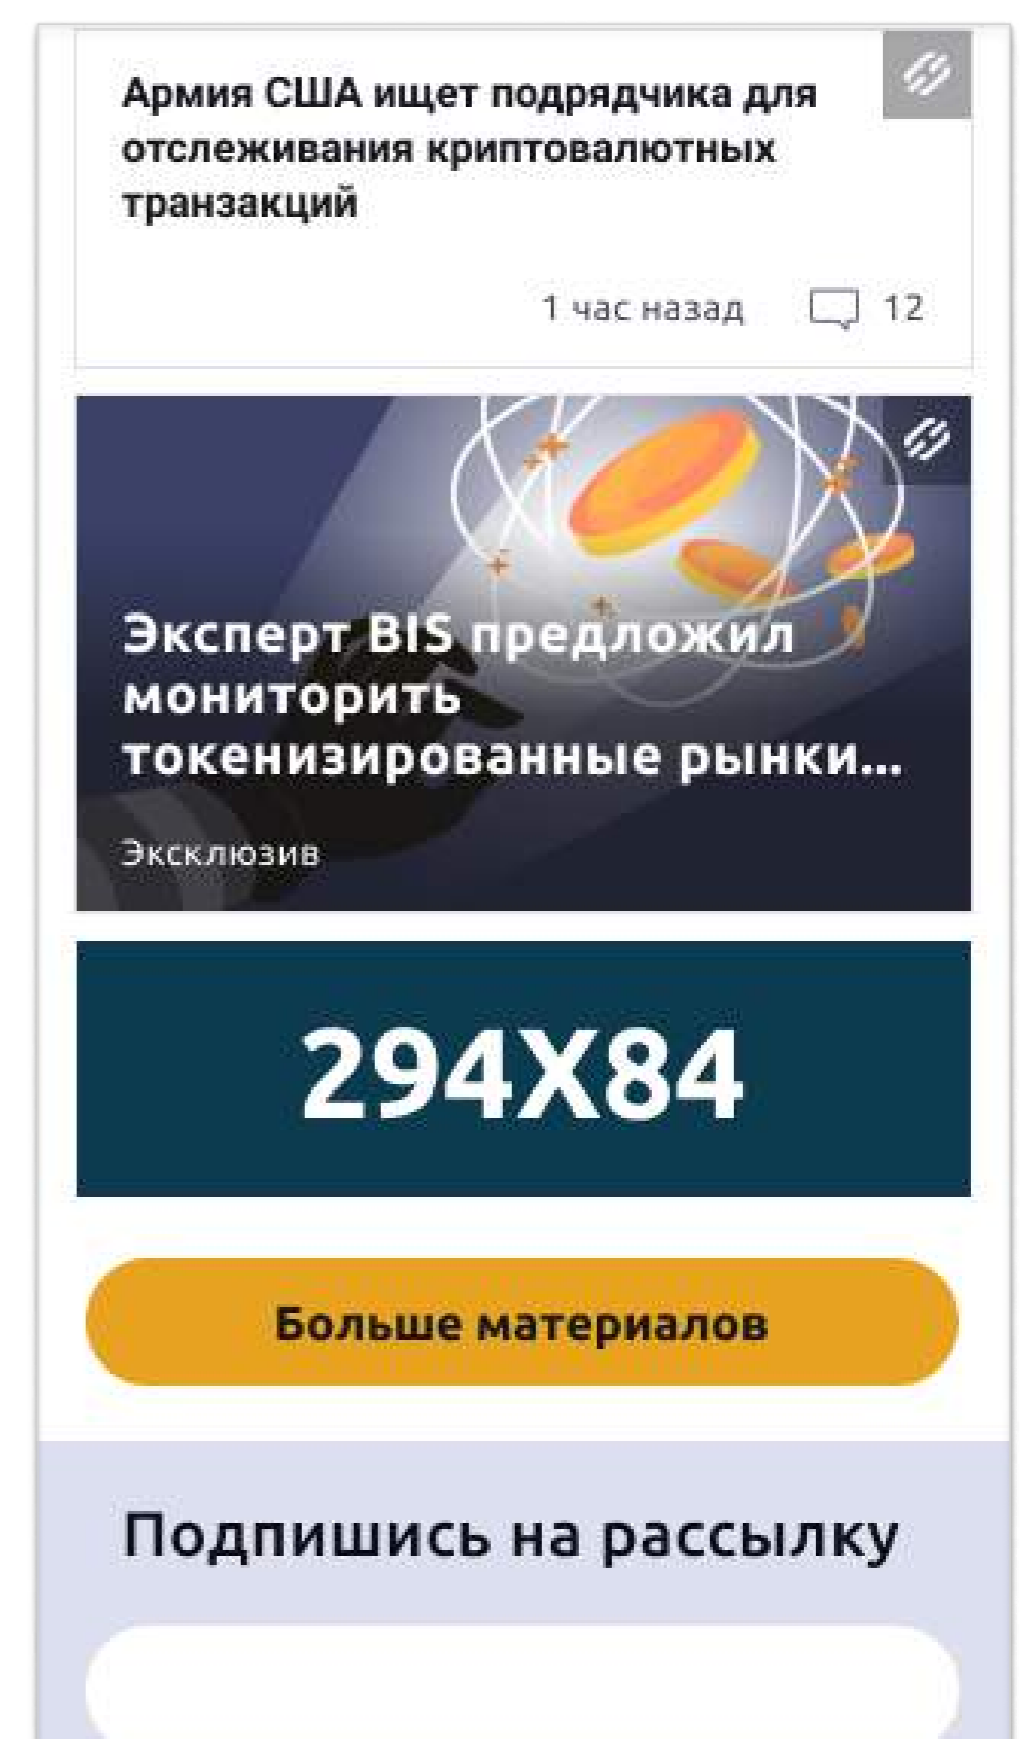 Армия США ищет подрядчика для
отслеживания криптовалютных
транзакций
1 час назад 12
Эксперт BIS предложил
мониторить
токенизированные рынки...
Эксклюзив
294X84
Больше материалов
Подпишись на рассылку